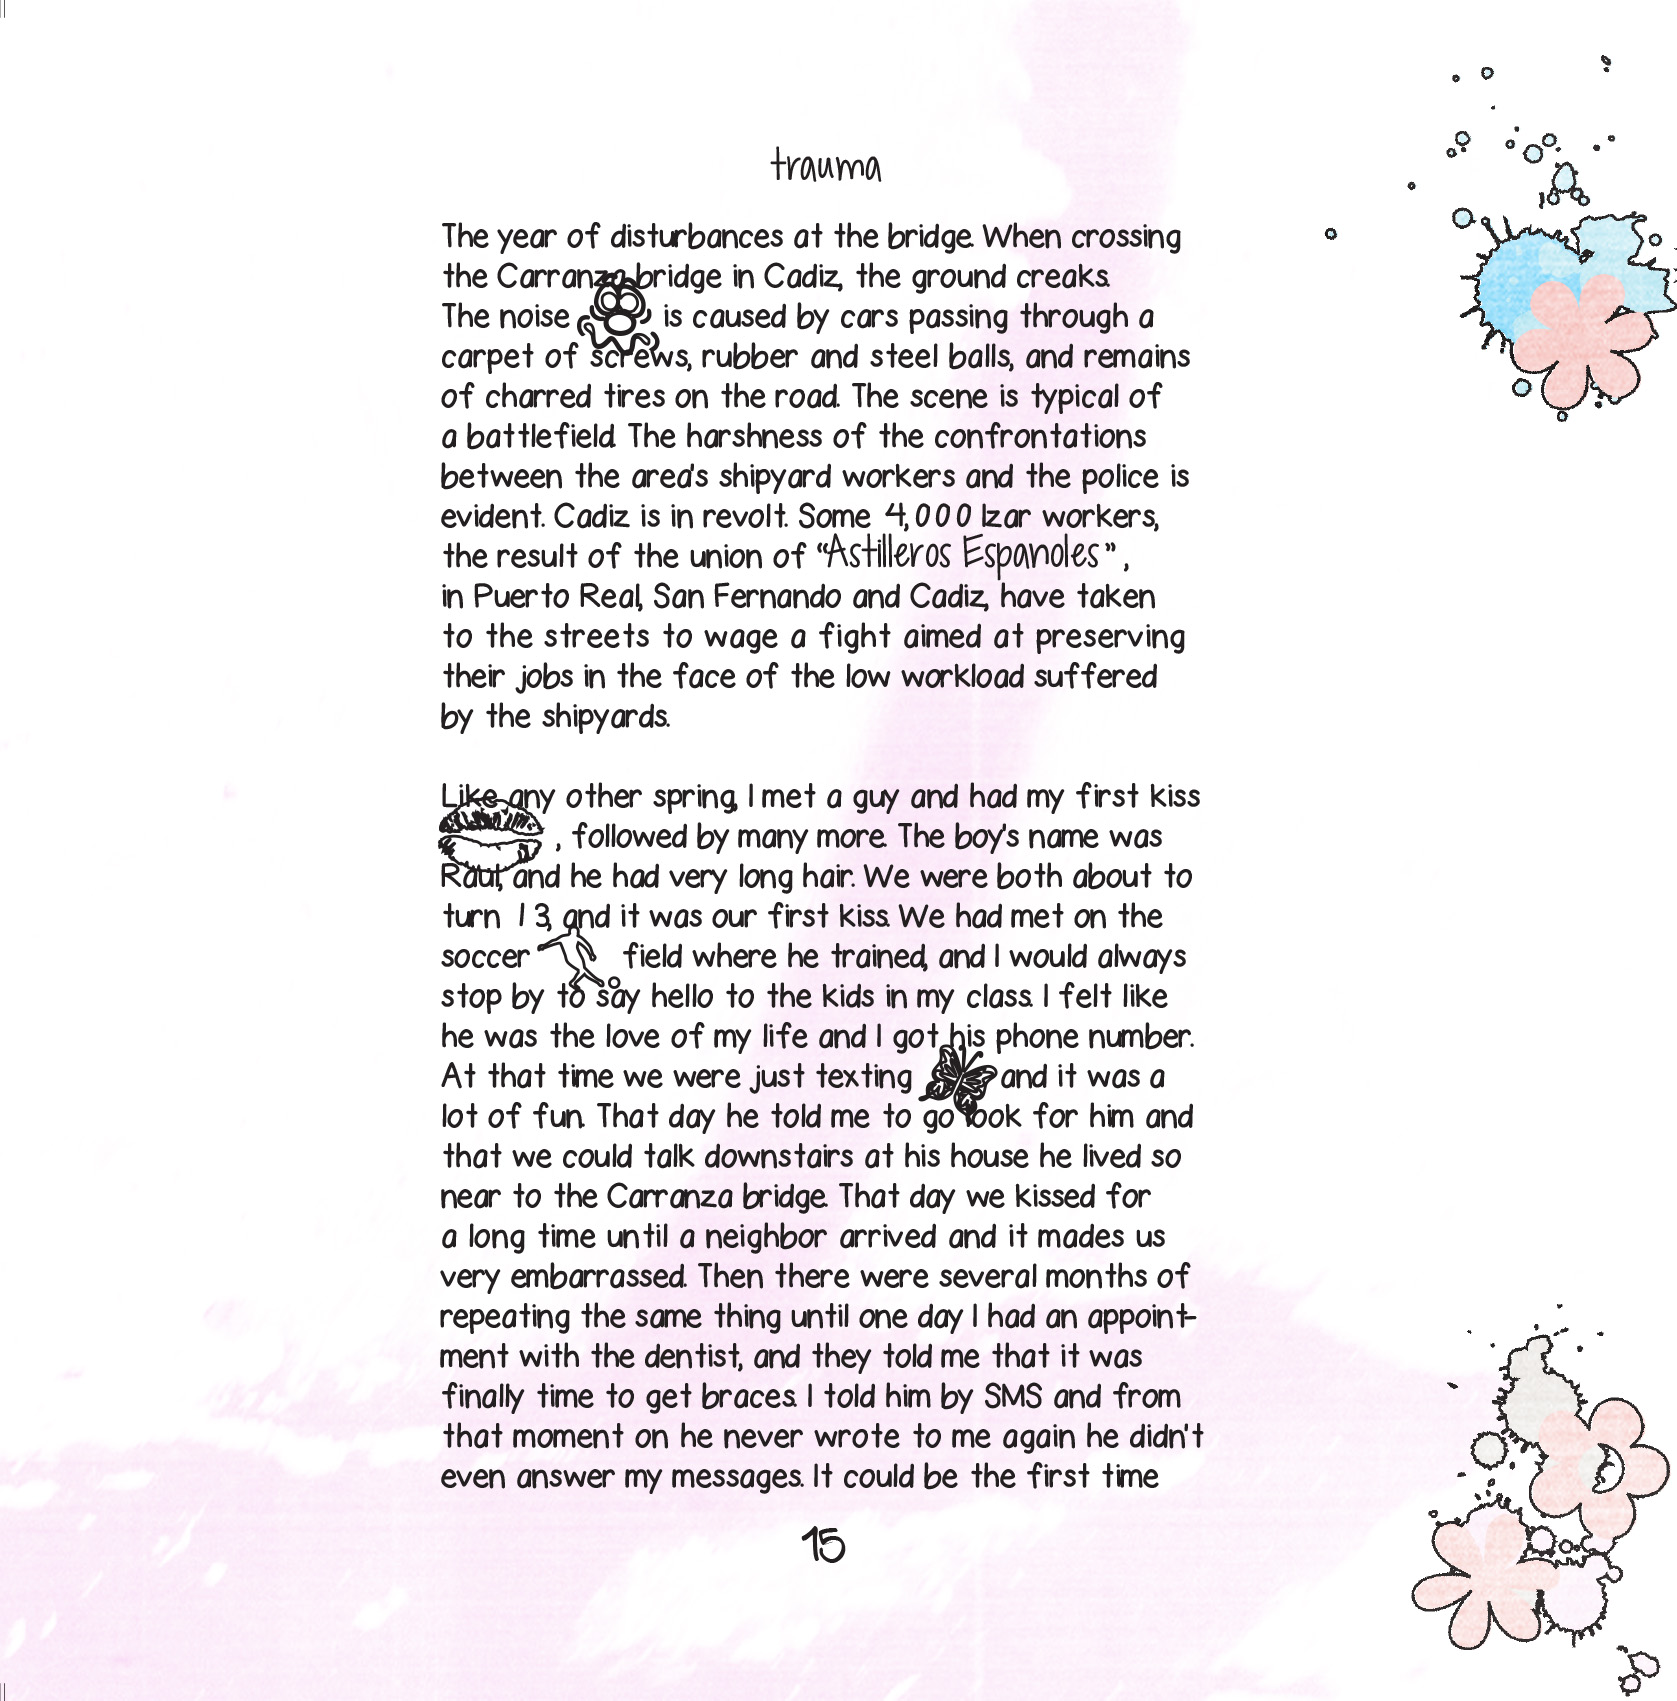 trauma
The year of disturbances at the bridge. When crossing
the Carranza bridge in Cadiz, the ground creaks.
The noise is caused by cars passing through a
carpet of screws, rubber and steel balls, and remains
of charred tires on the road. The scene is typical of
a battlefield. The harshness of the confrontations
between the area's shipyard workers and the police is
evident. Cadiz is in revolt. Some 4,000 Izar workers,
the result of the union of “Astilleros Espanoles”,
in Puerto Real, San Fernando and Cadiz, have taken
to the streets to wage a fight aimed at preserving
their jobs in the face of the low workload suffered
by the shipyards.
Like any other spring, I met a guy and had my first kiss
, followed by many more. The boy's name was
Raul, and he had very long hair. We were both about to
turn 13, and it was our first kiss. We had met on the
soccer field where he trained, and I would always
stop by to say hello to the kids in my class. I felt like
he was the love of my life and I got his phone number.
At that time we were just texting and it was a
lot of fun. That day he told me to go look for him and
that we could talk downstairs at his house he lived so
near to the Carranza bridge. That day we kissed for
a long time until a neighbor arrived and it mades us
very embarrassed. Then there were several months of
repeating the same thing until one day I had an appoint-
ment with the dentist, and they told me that it was
finally time to get braces. I told him by SMS and from
that moment on he never wrote to me again he didn't
even answer my messages. It could be the first time
15